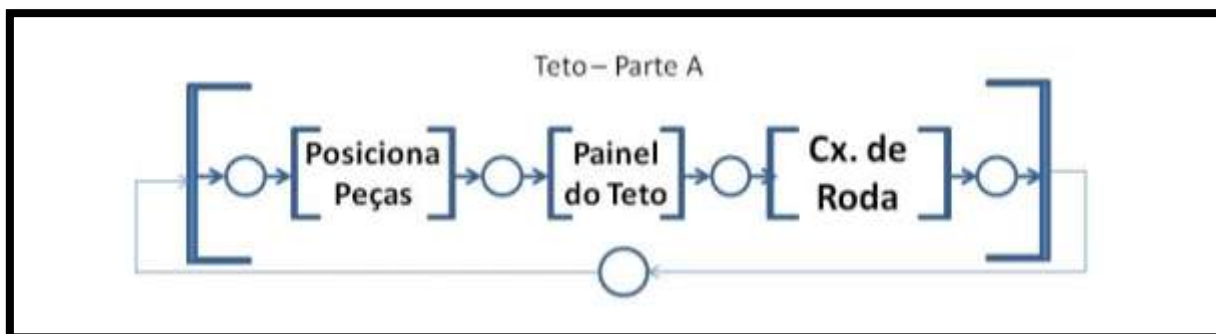 Teto – Parte A
Posiciona
Peças
Painel
do Teto
Cx. de
Roda